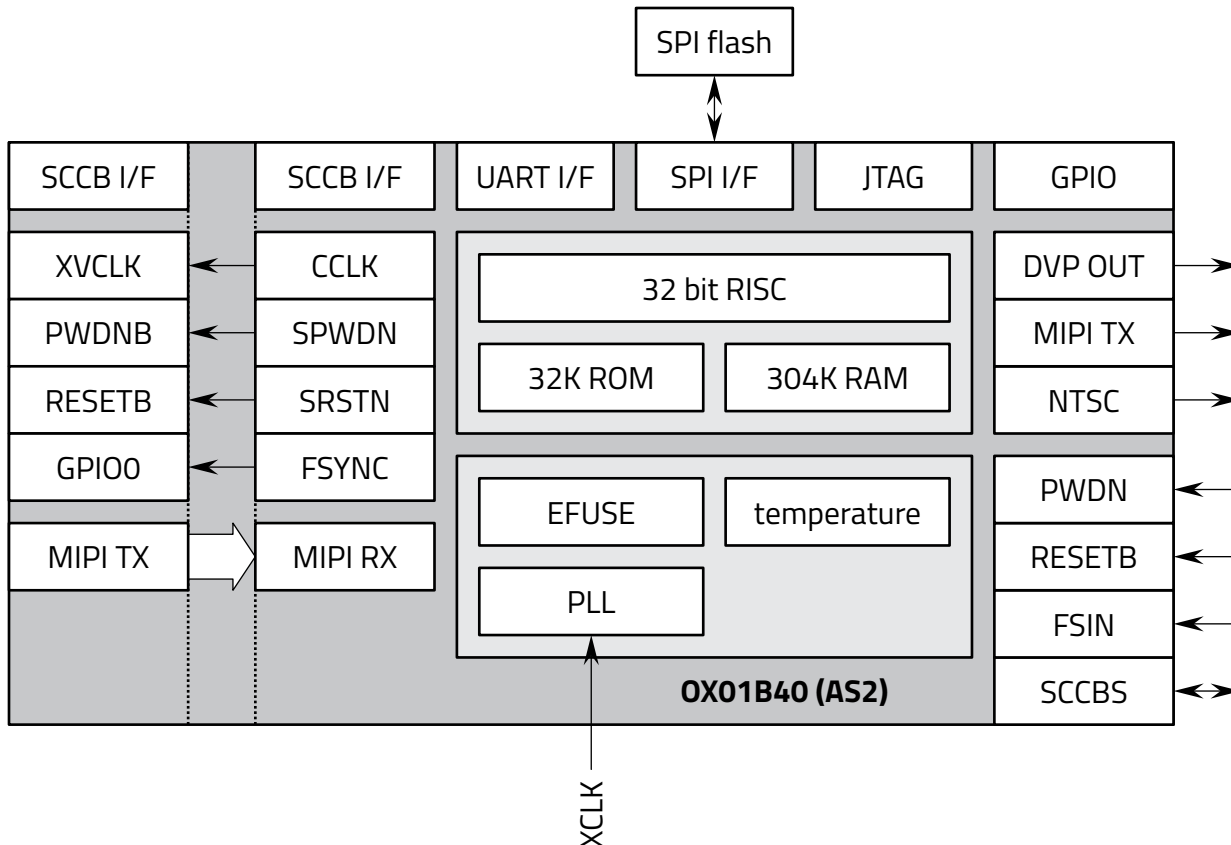 SPI flash
SCCB I/F
SCCB I/F
UART I/F
SPI I/F
JTAG
GPIO
XVCLK
CCLK
32 bit RISC
DVP OUT
PWDNB
SPWDN
MIPI TX
32K ROM
304K RAM
RESETB
SRSTN
NTSC
GPIO0
FSYNC
PWDN
EFUSE
temperature
MIPI TX
MIPI RX
RESETB
PLL
FSIN
OX01B40 (AS2)
SCCBS
XCLK